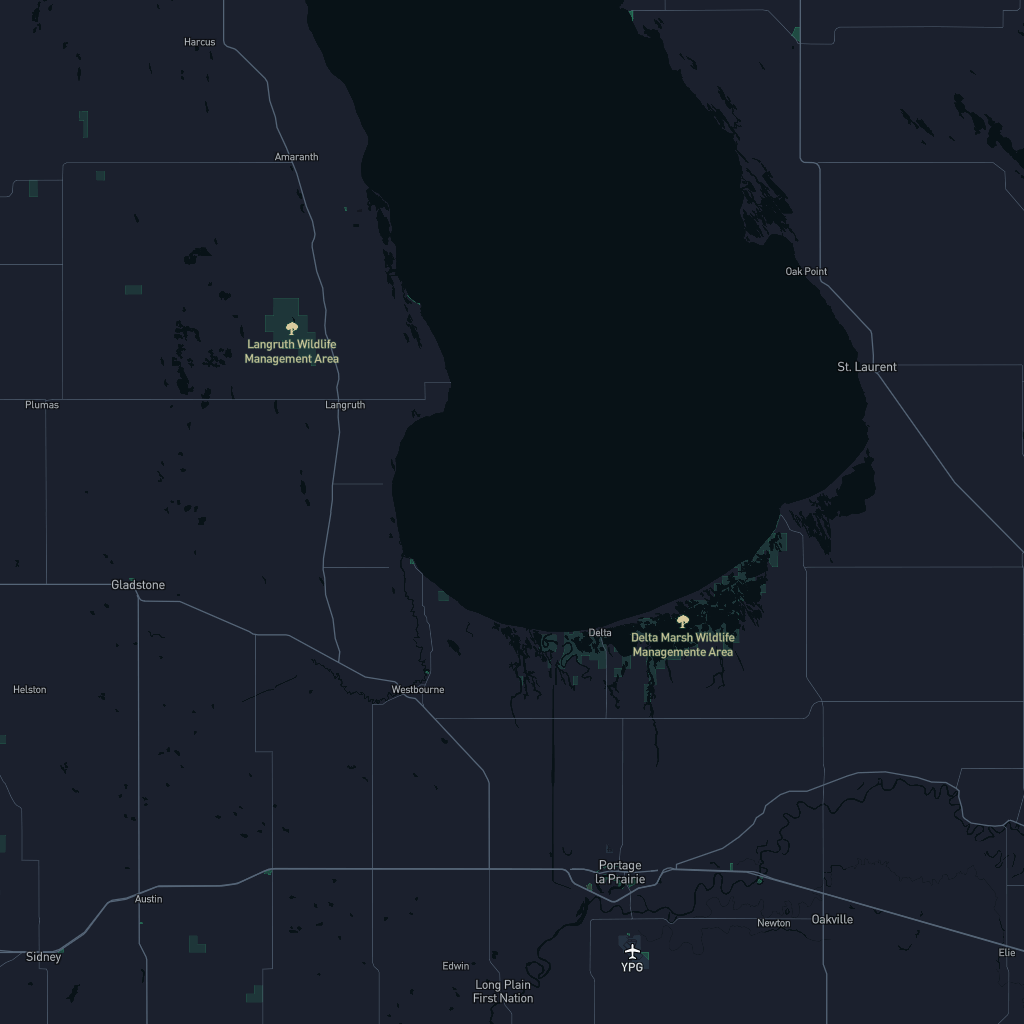 Harcus
Amaranth
Oak Point
Langruth Wildlife
Management Area
St. Laurent
Plumas
Langruth
Gladstone
Delta
Delta Marsh Wildlife
Managemente Area
Helston
Westbourne
Portage
la Prairie
Austin
Newton
Oakville
Sidney
Elie
Edwin
YPG
Long Plain
First Nation